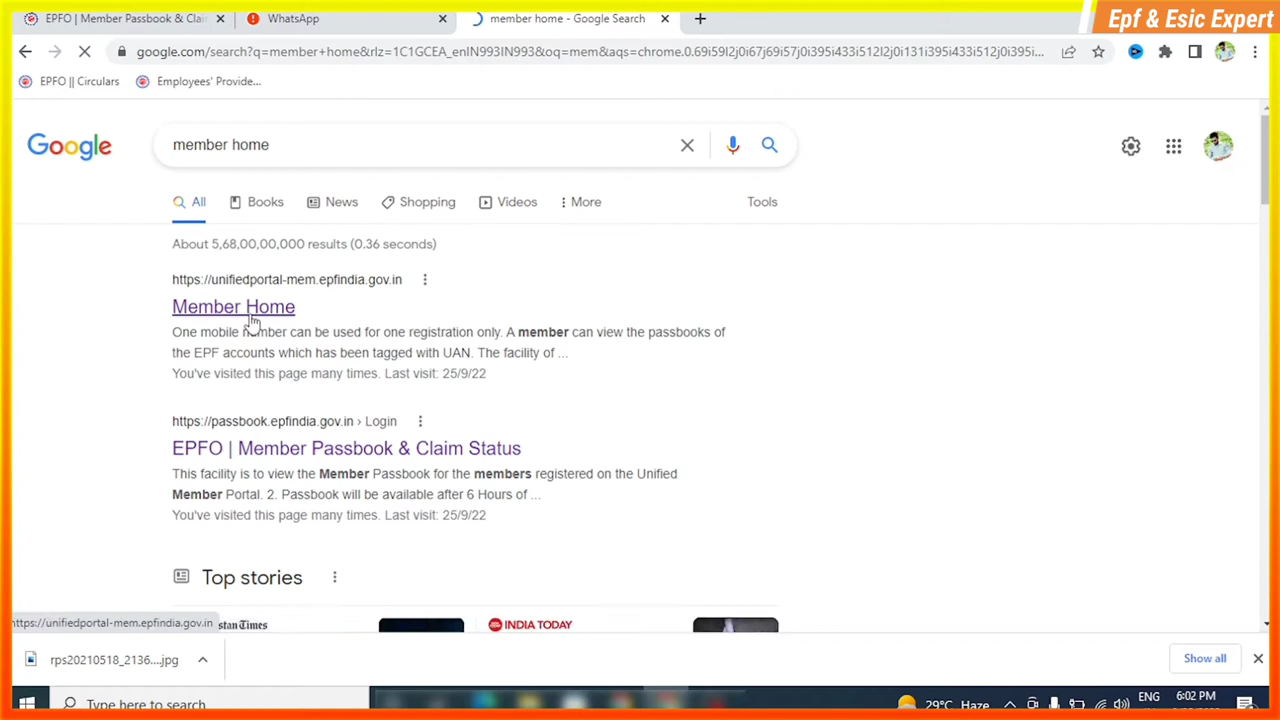 Epf & Esic Expert
EPFO | Member Passbook & Clai
WhatsApp
member home - Google Search
google.com/search?q=member+home&rlz=1C1GCEA_enIN993IN993&oq=mem&aqs=chrome.0.69i59l2j0i67j69i57j0i395i433i512l2j0i131i395i433i512j0i395i...
EPFO || Circulars
Employees' Provide...
Google
member home
All
Books
News
Shopping
Videos
More
Tools
About 5,68,00,00,000 results (0.36 seconds)
https://unifiedportal-mem.epfindia.gov.in
Member Home
One mobile number can be used for one registration only. A member can view the passbooks of
the EPF accounts which has been tagged with UAN. The facility of ...
You've visited this page many times. Last visit: 25/9/22
https://passbook.epfindia.gov.in › Login
EPFO | Member Passbook & Claim Status
This facility is to view the Member Passbook for the members registered on the Unified
Member Portal. 2. Passbook will be available after 6 Hours of ...
You've visited this page many times. Last visit: 25/9/22
Top stories
https://unifiedportal-mem.epfindia.gov.in
stan Times
INDIA TODAY
rps20210518_2136....jpg
Show all
Type here to search
29°C Haze
ENG
6:02 PM